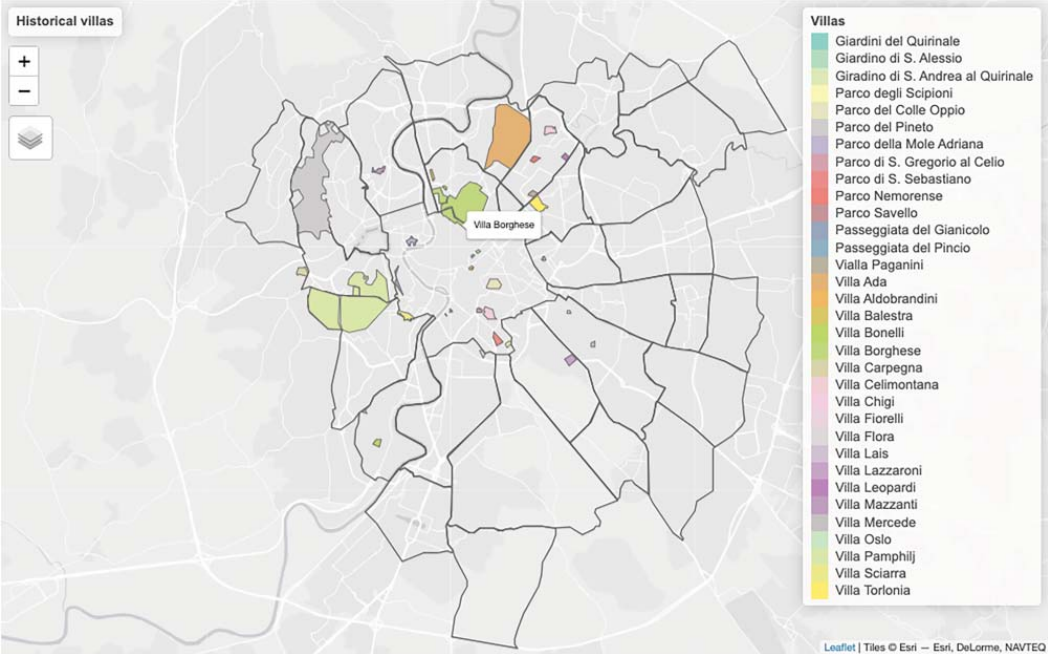 Historical villas
+
−
Villa Borghese
Villas
Giardini del Quirinale
Giardino di S. Alessio
Giradino di S. Andrea al Quirinale
Parco degli Scipioni
Parco del Colle Oppio
Parco del Pineto
Parco della Mole Adriana
Parco di S. Gregorio al Celio
Parco di S. Sebastiano
Parco Nemorense
Parco Savello
Passeggiata del Gianicolo
Passeggiata del Pincio
Vialla Paganini
Villa Ada
Villa Aldobrandini
Villa Balestra
Villa Bonelli
Villa Borghese
Villa Carpegna
Villa Celimontana
Villa Chigi
Villa Fiorelli
Villa Flora
Villa Lais
Villa Lazzaroni
Villa Leopardi
Villa Mazzanti
Villa Mercede
Villa Oslo
Villa Pamphilj
Villa Sciarra
Villa Torlonia
Leaflet | Tiles © Esri — Esri, DeLorme, NAVTEQ